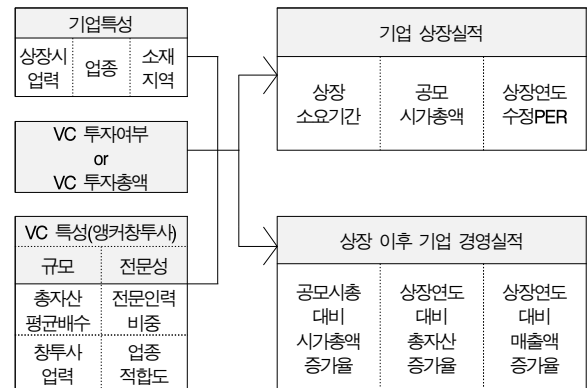 기업특성
상장시
업력
업종
소재
지역
VC 투자여부
or
VC 투자총액
VC 특성(앵커창투사)
규모
전문성
총자산
평균배수
전문인력
비중
창투사
업력
업종
적합도
기업 상장실적
상장
소요기간
공모
시가총액
상장연도
수정PER
상장 이후 기업 경영실적
공모시총
대비
시가총액
증가율
상장연도
대비
총자산
증가율
상장연도
대비
매출액
증가율